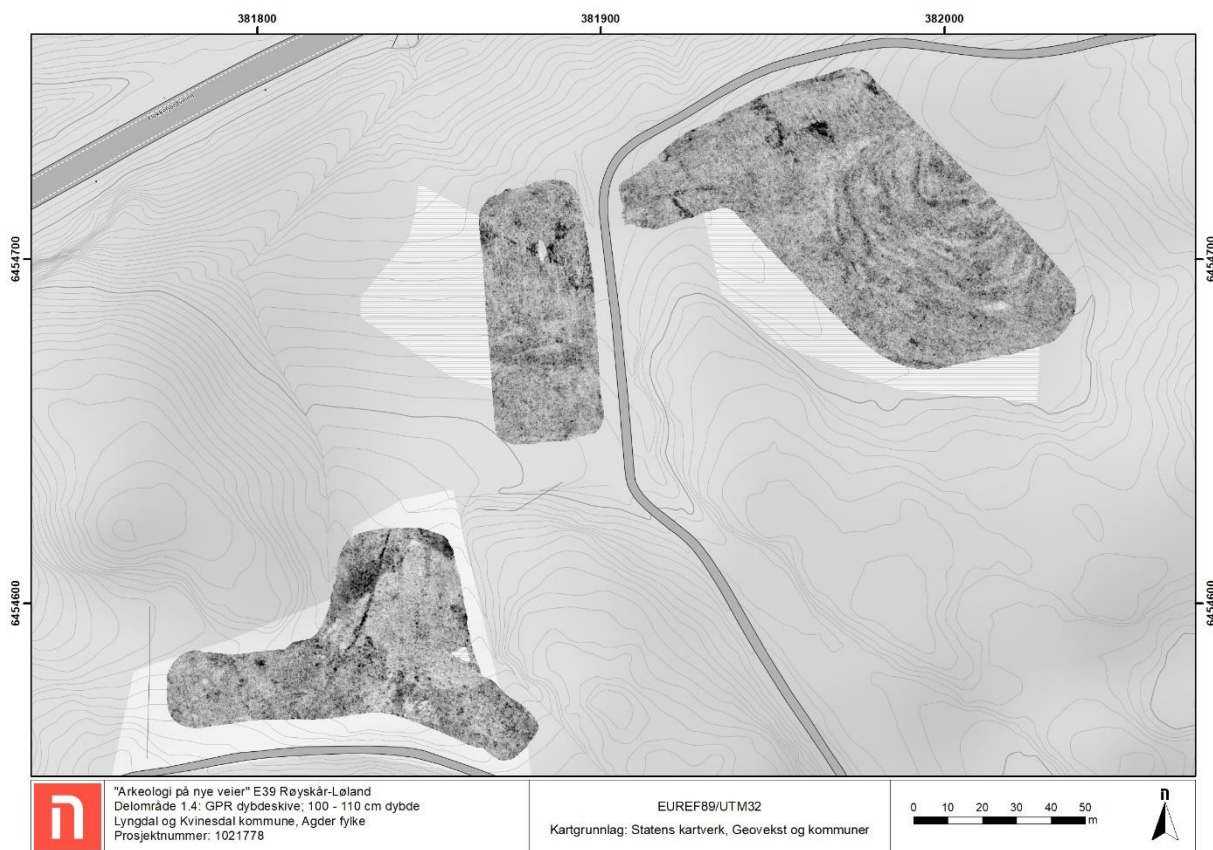 381800 381900 382000
6454700 6454700
6454600 6454600
n
"Arkeologi på nye veier" E39 Røyskår-Løland
Delområde 1.4: GPR dybdeskive; 100 - 110 cm dybde
Lyngdal og Kvinesdal kommune, Agder fylke
Prosjektnummer: 1021778
EUREF89/UTM32
Kartgrunnlag: Statens kartverk, Geovekst og kommuner
0 10 20 30 40 50
m
n